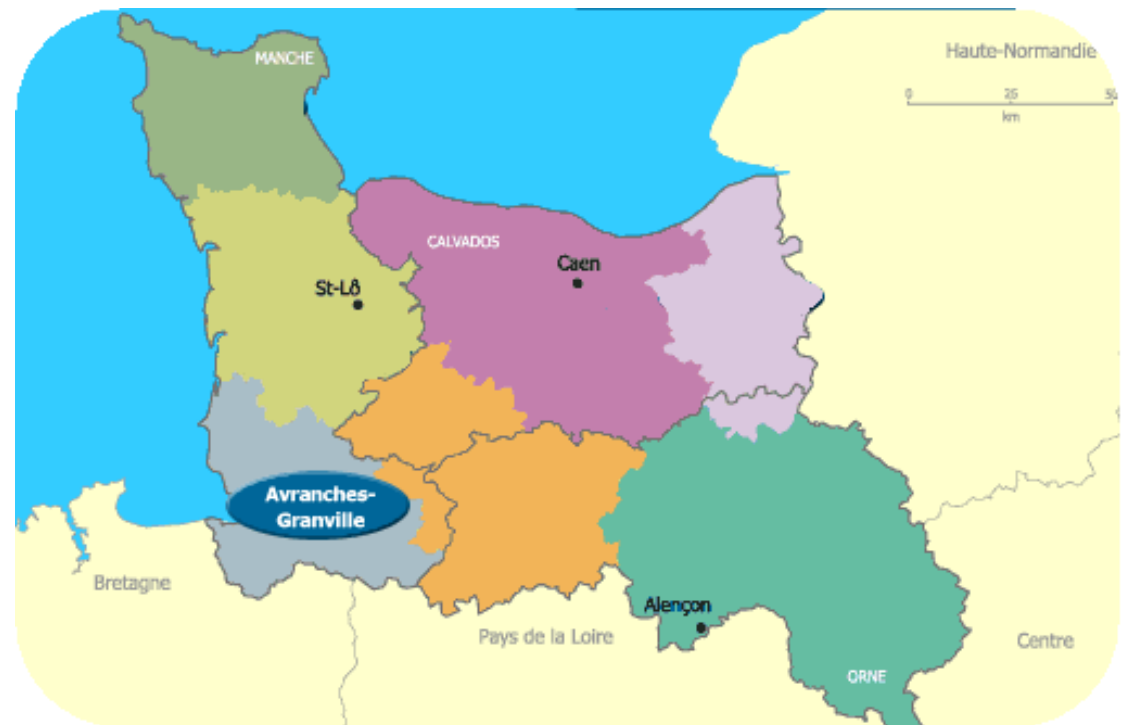 MANCHE
Haute-Normandie
0 25 50
km
CALVADOS
Caen
St-Lô
Avranches-
Granville
Bretagne
Alençon
Pays de la Loire
Centre
ORNE